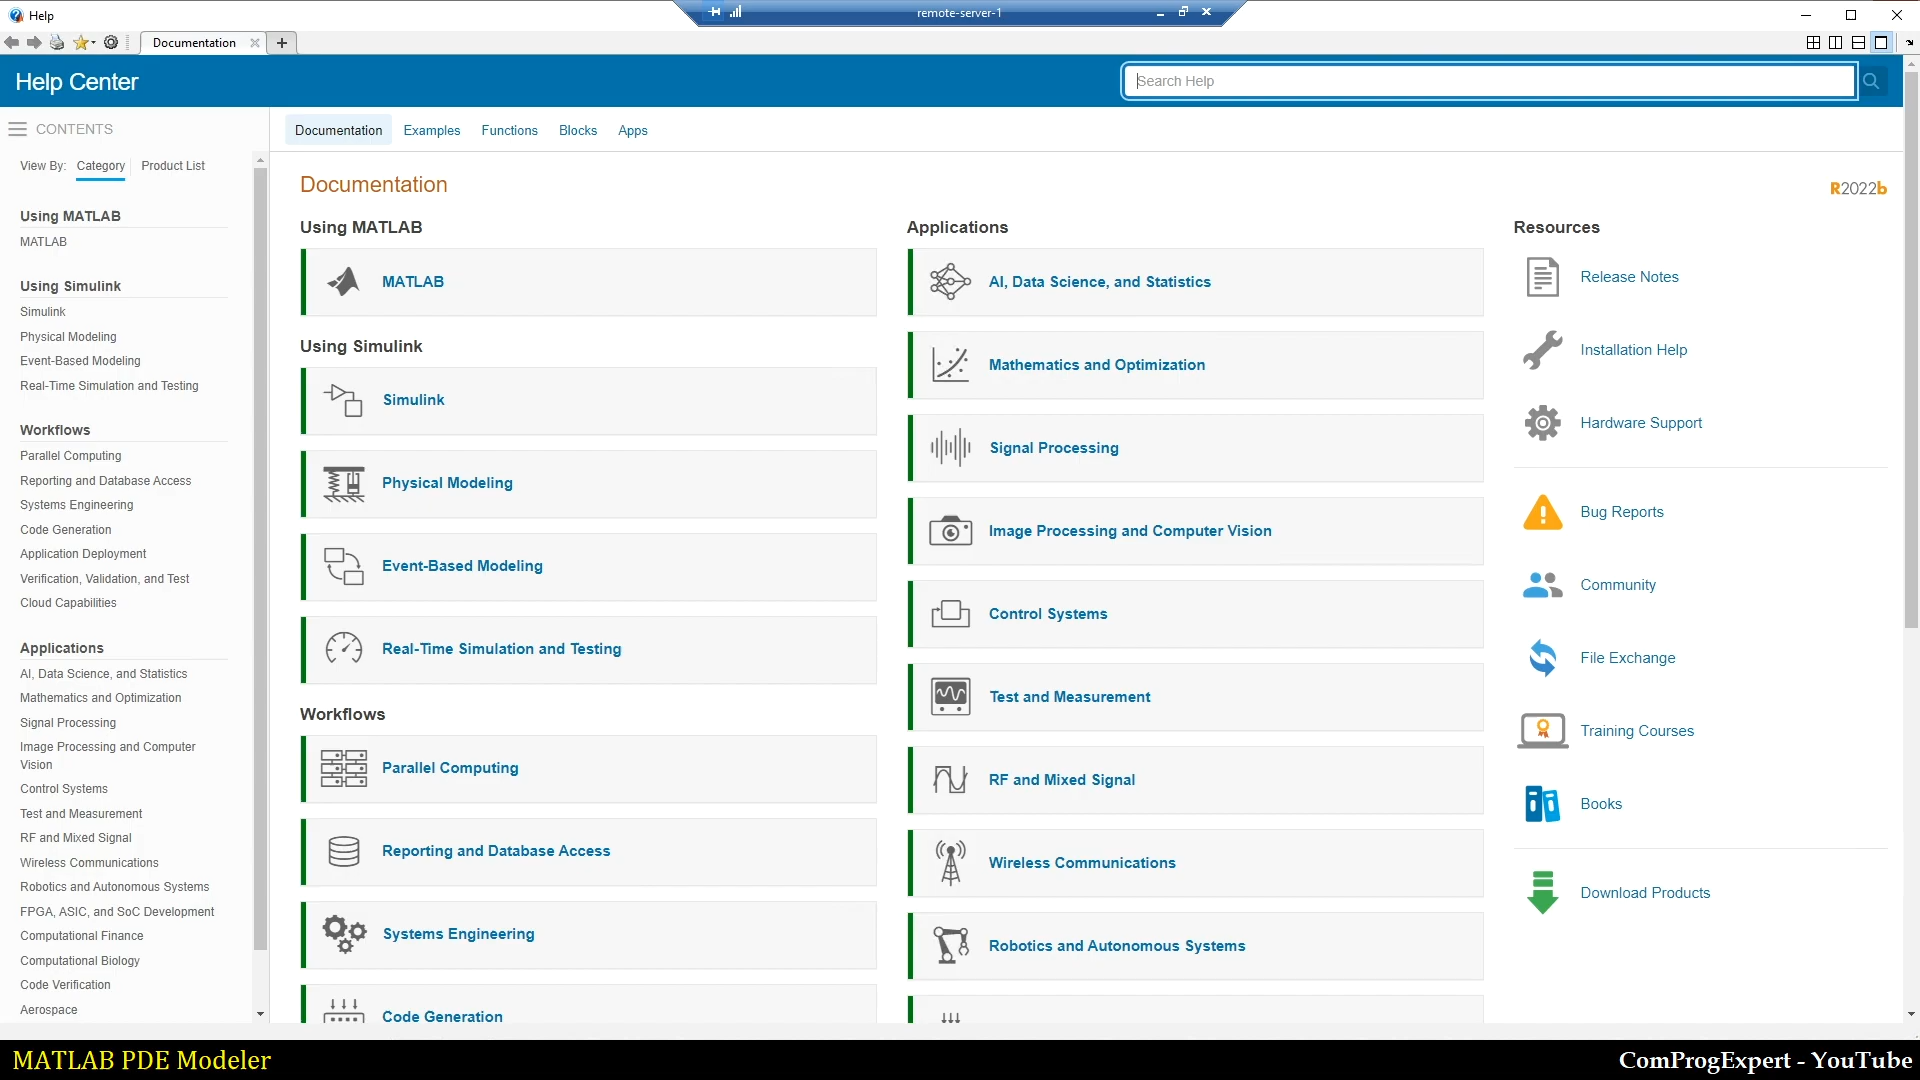 Help
remote-server-1
Documentation
Help Center
Search Help
CONTENTS
View By: Category Product List
Using MATLAB
MATLAB
Using Simulink
Simulink
Physical Modeling
Event-Based Modeling
Real-Time Simulation and Testing
Workflows
Parallel Computing
Reporting and Database Access
Systems Engineering
Code Generation
Application Deployment
Verification, Validation, and Test
Cloud Capabilities
Applications
AI, Data Science, and Statistics
Mathematics and Optimization
Signal Processing
Image Processing and Computer
Vision
Control Systems
Test and Measurement
RF and Mixed Signal
Wireless Communications
Robotics and Autonomous Systems
FPGA, ASIC, and SoC Development
Computational Finance
Computational Biology
Code Verification
Aerospace
Documentation Examples Functions Blocks Apps
Documentation
R2022b
Using MATLAB
MATLAB
Using Simulink
Simulink
Physical Modeling
Event-Based Modeling
Real-Time Simulation and Testing
Workflows
Parallel Computing
Reporting and Database Access
Systems Engineering
Code Generation
Applications
AI, Data Science, and Statistics
Mathematics and Optimization
Signal Processing
Image Processing and Computer Vision
Control Systems
Test and Measurement
RF and Mixed Signal
Wireless Communications
Robotics and Autonomous Systems
Resources
Release Notes
Installation Help
Hardware Support
Bug Reports
Community
File Exchange
Training Courses
Books
Download Products
MATLAB PDE Modeler
ComProgExpert - YouTube